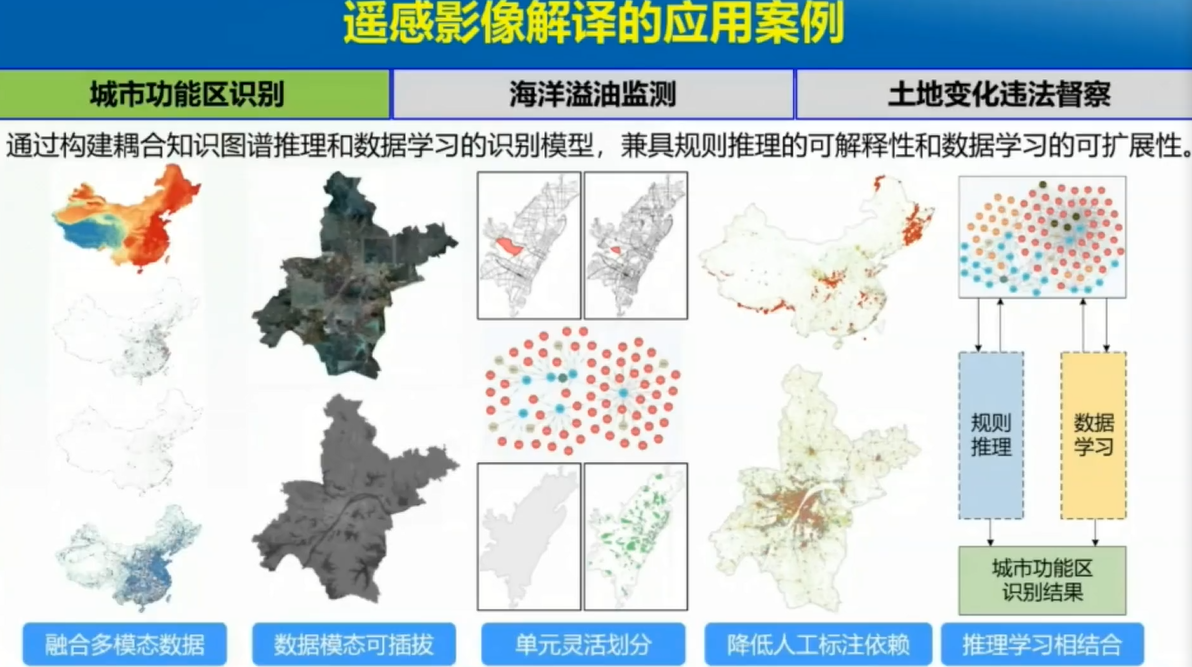 遥感影像解译的应用案例
城市功能区识别
海洋溢油监测
土地变化违法督察
通过构建耦合知识图谱推理和数据学习的识别模型，兼具规则推理的可解释性和数据学习的可扩展性。
规则
推理
数据
学习
城市功能区
识别结果
融合多模态数据
数据模态可插拔
单元灵活划分
降低人工标注依赖
推理学习相结合